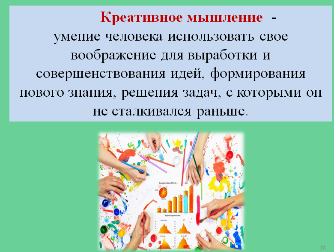 Креативное мышление -
умение человека использовать свое
воображение для выработки и
совершенствования идей, формирования
нового знания, решения задач, с которыми он
не сталкивался раньше.